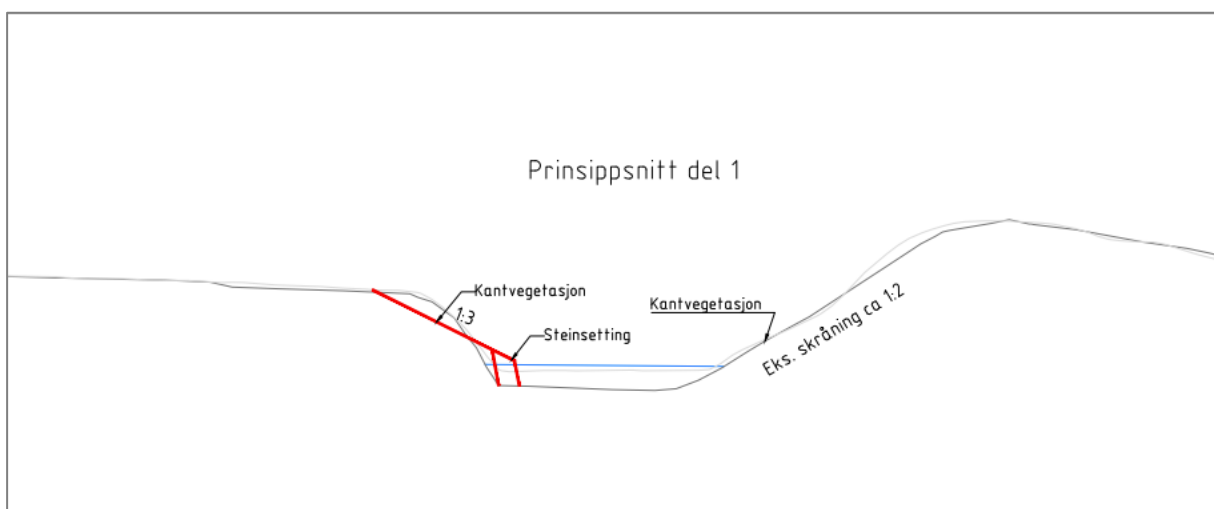 Prinsippsnitt del 1
Kantvegetasjon
1:3
Steinsetting
Kantvegetasjon
Eks. skråning ca 1:2